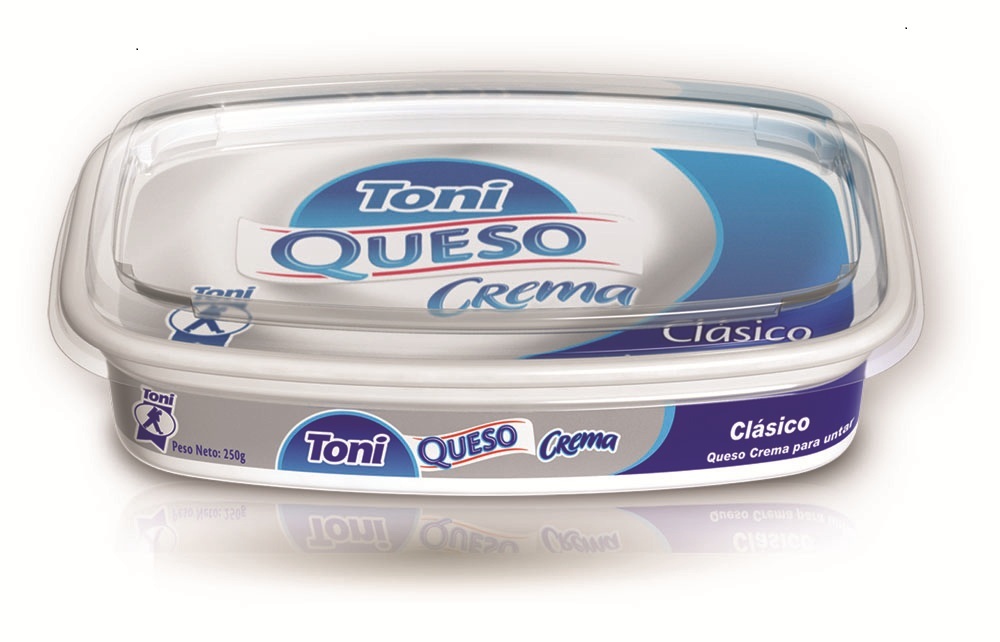 Toni
QUESO
Crema
Toni
Clásico
Toni
Peso Neto: 250g
Toni QUESO Crema
Clásico
Queso Crema para untar